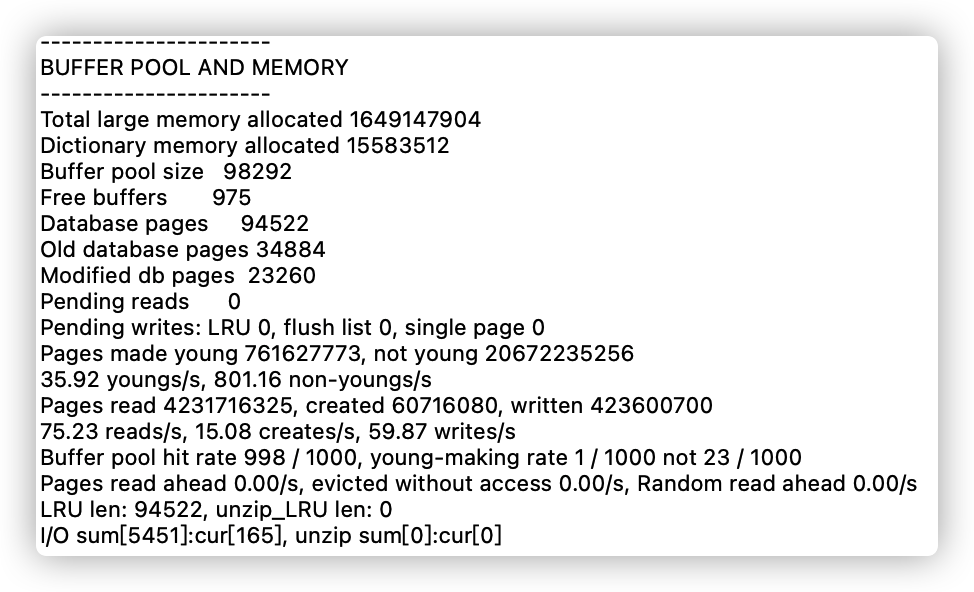 ----------------------
BUFFER POOL AND MEMORY
----------------------
Total large memory allocated 1649147904
Dictionary memory allocated 15583512
Buffer pool size   98292
Free buffers       975
Database pages     94522
Old database pages 34884
Modified db pages  23260
Pending reads      0
Pending writes: LRU 0, flush list 0, single page 0
Pages made young 761627773, not young 20672235256
35.92 youngs/s, 801.16 non-youngs/s
Pages read 4231716325, created 60716080, written 423600700
75.23 reads/s, 15.08 creates/s, 59.87 writes/s
Buffer pool hit rate 998 / 1000, young-making rate 1 / 1000 not 23 / 1000
Pages read ahead 0.00/s, evicted without access 0.00/s, Random read ahead 0.00/s
LRU len: 94522, unzip_LRU len: 0
I/O sum[5451]:cur[165], unzip sum[0]:cur[0]